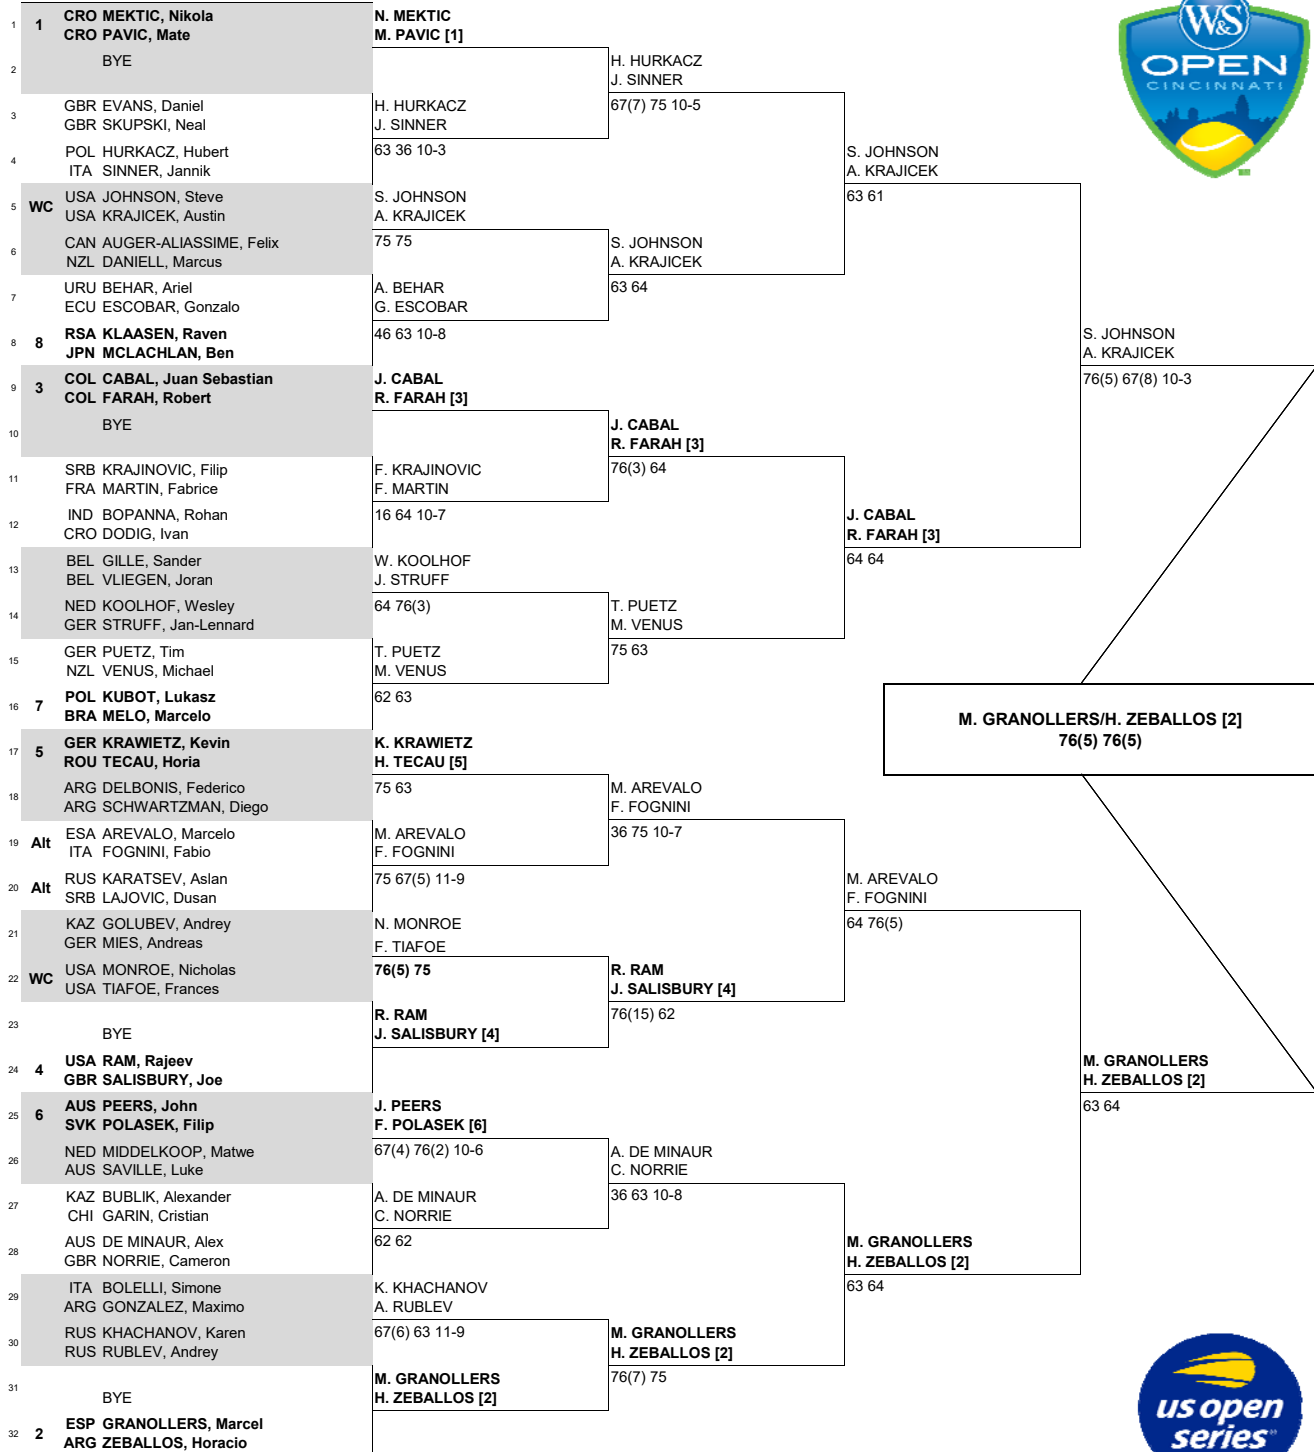 1 1 CRO MEKTIC, Nikola
CRO PAVIC, Mate
2 BYE
3 GBR EVANS, Daniel
GBR SKUPSKI, Neal
4 POL HURKACZ, Hubert
ITA SINNER, Jannik
5 WC USA JOHNSON, Steve
USA KRAJICEK, Austin
6 CAN AUGER-ALIASSIME, Felix
NZL DANIELL, Marcus
7 URU BEHAR, Ariel
ECU ESCOBAR, Gonzalo
8 8 RSA KLAASEN, Raven
JPN MCLACHLAN, Ben
9 3 COL CABAL, Juan Sebastian
COL FARAH, Robert
10 BYE
11 SRB KRAJINOVIC, Filip
FRA MARTIN, Fabrice
12 IND BOPANNA, Rohan
CRO DODIG, Ivan
13 BEL GILLE, Sander
BEL VLIEGEN, Joran
14 NED KOOLHOF, Wesley
GER STRUFF, Jan-Lennard
15 GER PUETZ, Tim
NZL VENUS, Michael
16 7 POL KUBOT, Lukasz
BRA MELO, Marcelo
17 5 GER KRAWIETZ, Kevin
ROU TECAU, Horia
18 ARG DELBONIS, Federico
ARG SCHWARTZMAN, Diego
19 Alt ESA AREVALO, Marcelo
ITA FOGNINI, Fabio
20 Alt RUS KARATSEV, Aslan
SRB LAJOVIC, Dusan
21 KAZ GOLUBEV, Andrey
GER MIES, Andreas
22 WC USA MONROE, Nicholas
USA TIAFOE, Frances
23 BYE
24 4 USA RAM, Rajeev
GBR SALISBURY, Joe
25 6 AUS PEERS, John
SVK POLASEK, Filip
26 NED MIDDELKOOP, Matwe
AUS SAVILLE, Luke
27 KAZ BUBLIK, Alexander
CHI GARIN, Cristian
28 AUS DE MINAUR, Alex
GBR NORRIE, Cameron
29 ITA BOLELLI, Simone
ARG GONZALEZ, Maximo
30 RUS KHACHANOV, Karen
RUS RUBLEV, Andrey
31 BYE
32 2 ESP GRANOLLERS, Marcel
ARG ZEBALLOS, Horacio
N. MEKTIC
M. PAVIC [1]
H. HURKACZ
J. SINNER
63 36 10-3
S. JOHNSON
A. KRAJICEK
75 75
A. BEHAR
G. ESCOBAR
46 63 10-8
J. CABAL
R. FARAH [3]
F. KRAJINOVIC
F. MARTIN
16 64 10-7
W. KOOLHOF
J. STRUFF
64 76(3)
T. PUETZ
M. VENUS
62 63
K. KRAWIETZ
H. TECAU [5]
75 63
M. AREVALO
F. FOGNINI
75 67(5) 11-9
N. MONROE
F. TIAFOE
76(5) 75
R. RAM
J. SALISBURY [4]
J. PEERS
F. POLASEK [6]
67(4) 76(2) 10-6
A. DE MINAUR
C. NORRIE
62 62
K. KHACHANOV
A. RUBLEV
67(6) 63 11-9
M. GRANOLLERS
H. ZEBALLOS [2]
H. HURKACZ
J. SINNER
67(7) 75 10-5
S. JOHNSON
A. KRAJICEK
63 64
J. CABAL
R. FARAH [3]
76(3) 64
T. PUETZ
M. VENUS
75 63
M. AREVALO
F. FOGNINI
36 75 10-7
R. RAM
J. SALISBURY [4]
76(15) 62
A. DE MINAUR
C. NORRIE
36 63 10-8
M. GRANOLLERS
H. ZEBALLOS [2]
76(7) 75
S. JOHNSON
A. KRAJICEK
63 61
J. CABAL
R. FARAH [3]
64 64
M. AREVALO
F. FOGNINI
64 76(5)
M. GRANOLLERS
H. ZEBALLOS [2]
63 64
S. JOHNSON
A. KRAJICEK
76(5) 67(8) 10-3
M. GRANOLLERS
H. ZEBALLOS [2]
63 64
M. GRANOLLERS/H. ZEBALLOS [2]
76(5) 76(5)
W&S
OPEN
CINCINNATI
us open
series